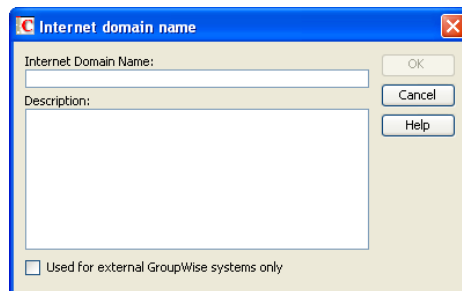 Internet domain name
Internet Domain Name:
OK
Description:
Cancel
Help
Used for external GroupWise systems only